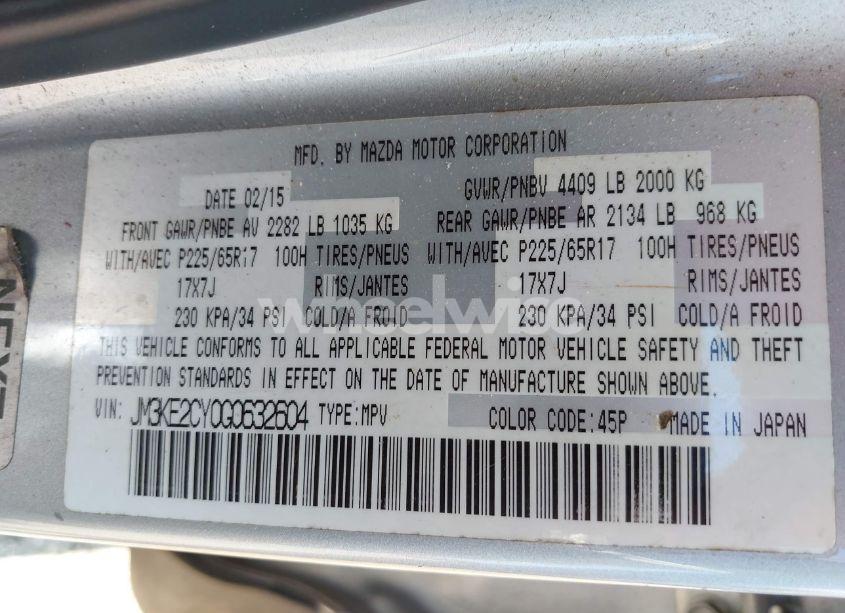 MFD. BY MAZDA MOTOR CORPORATION
DATE 02/15 GVWR/PNBV 4409 LB 2000 KG
FRONT GAWR/PNBE AV 2282 LB 1035 KG REAR GAWR/PNBE AR 2134 LB 968 KG
WITH/AVEC P225/65R17 100H TIRES/PNEUS WITH/AVEC P225/65R17 100H TIRES/PNEUS
17X7J RIMS/JANTES 17X7J RIMS/JANTES
230 KPA/34 PSI COLD/A FROID 230 KPA/34 PSI COLD/A FROID
THIS VEHICLE CONFORMS TO ALL APPLICABLE FEDERAL MOTOR VEHICLE SAFETY AND THEFT
PREVENTION STANDARDS IN EFFECT ON THE DATE OF MANUFACTURE SHOWN ABOVE.
VIN: JM3KE2CY0G0632604 TYPE:MPV COLOR CODE:45P MADE IN JAPAN
wheelwise
NEXT